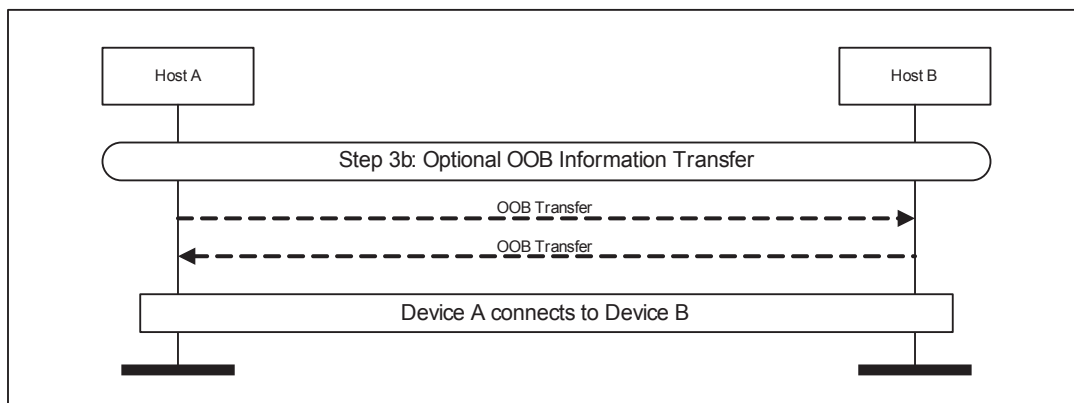 Host A
Host B
Step 3b: Optional OOB Information Transfer
OOB Transfer
OOB Transfer
Device A connects to Device B